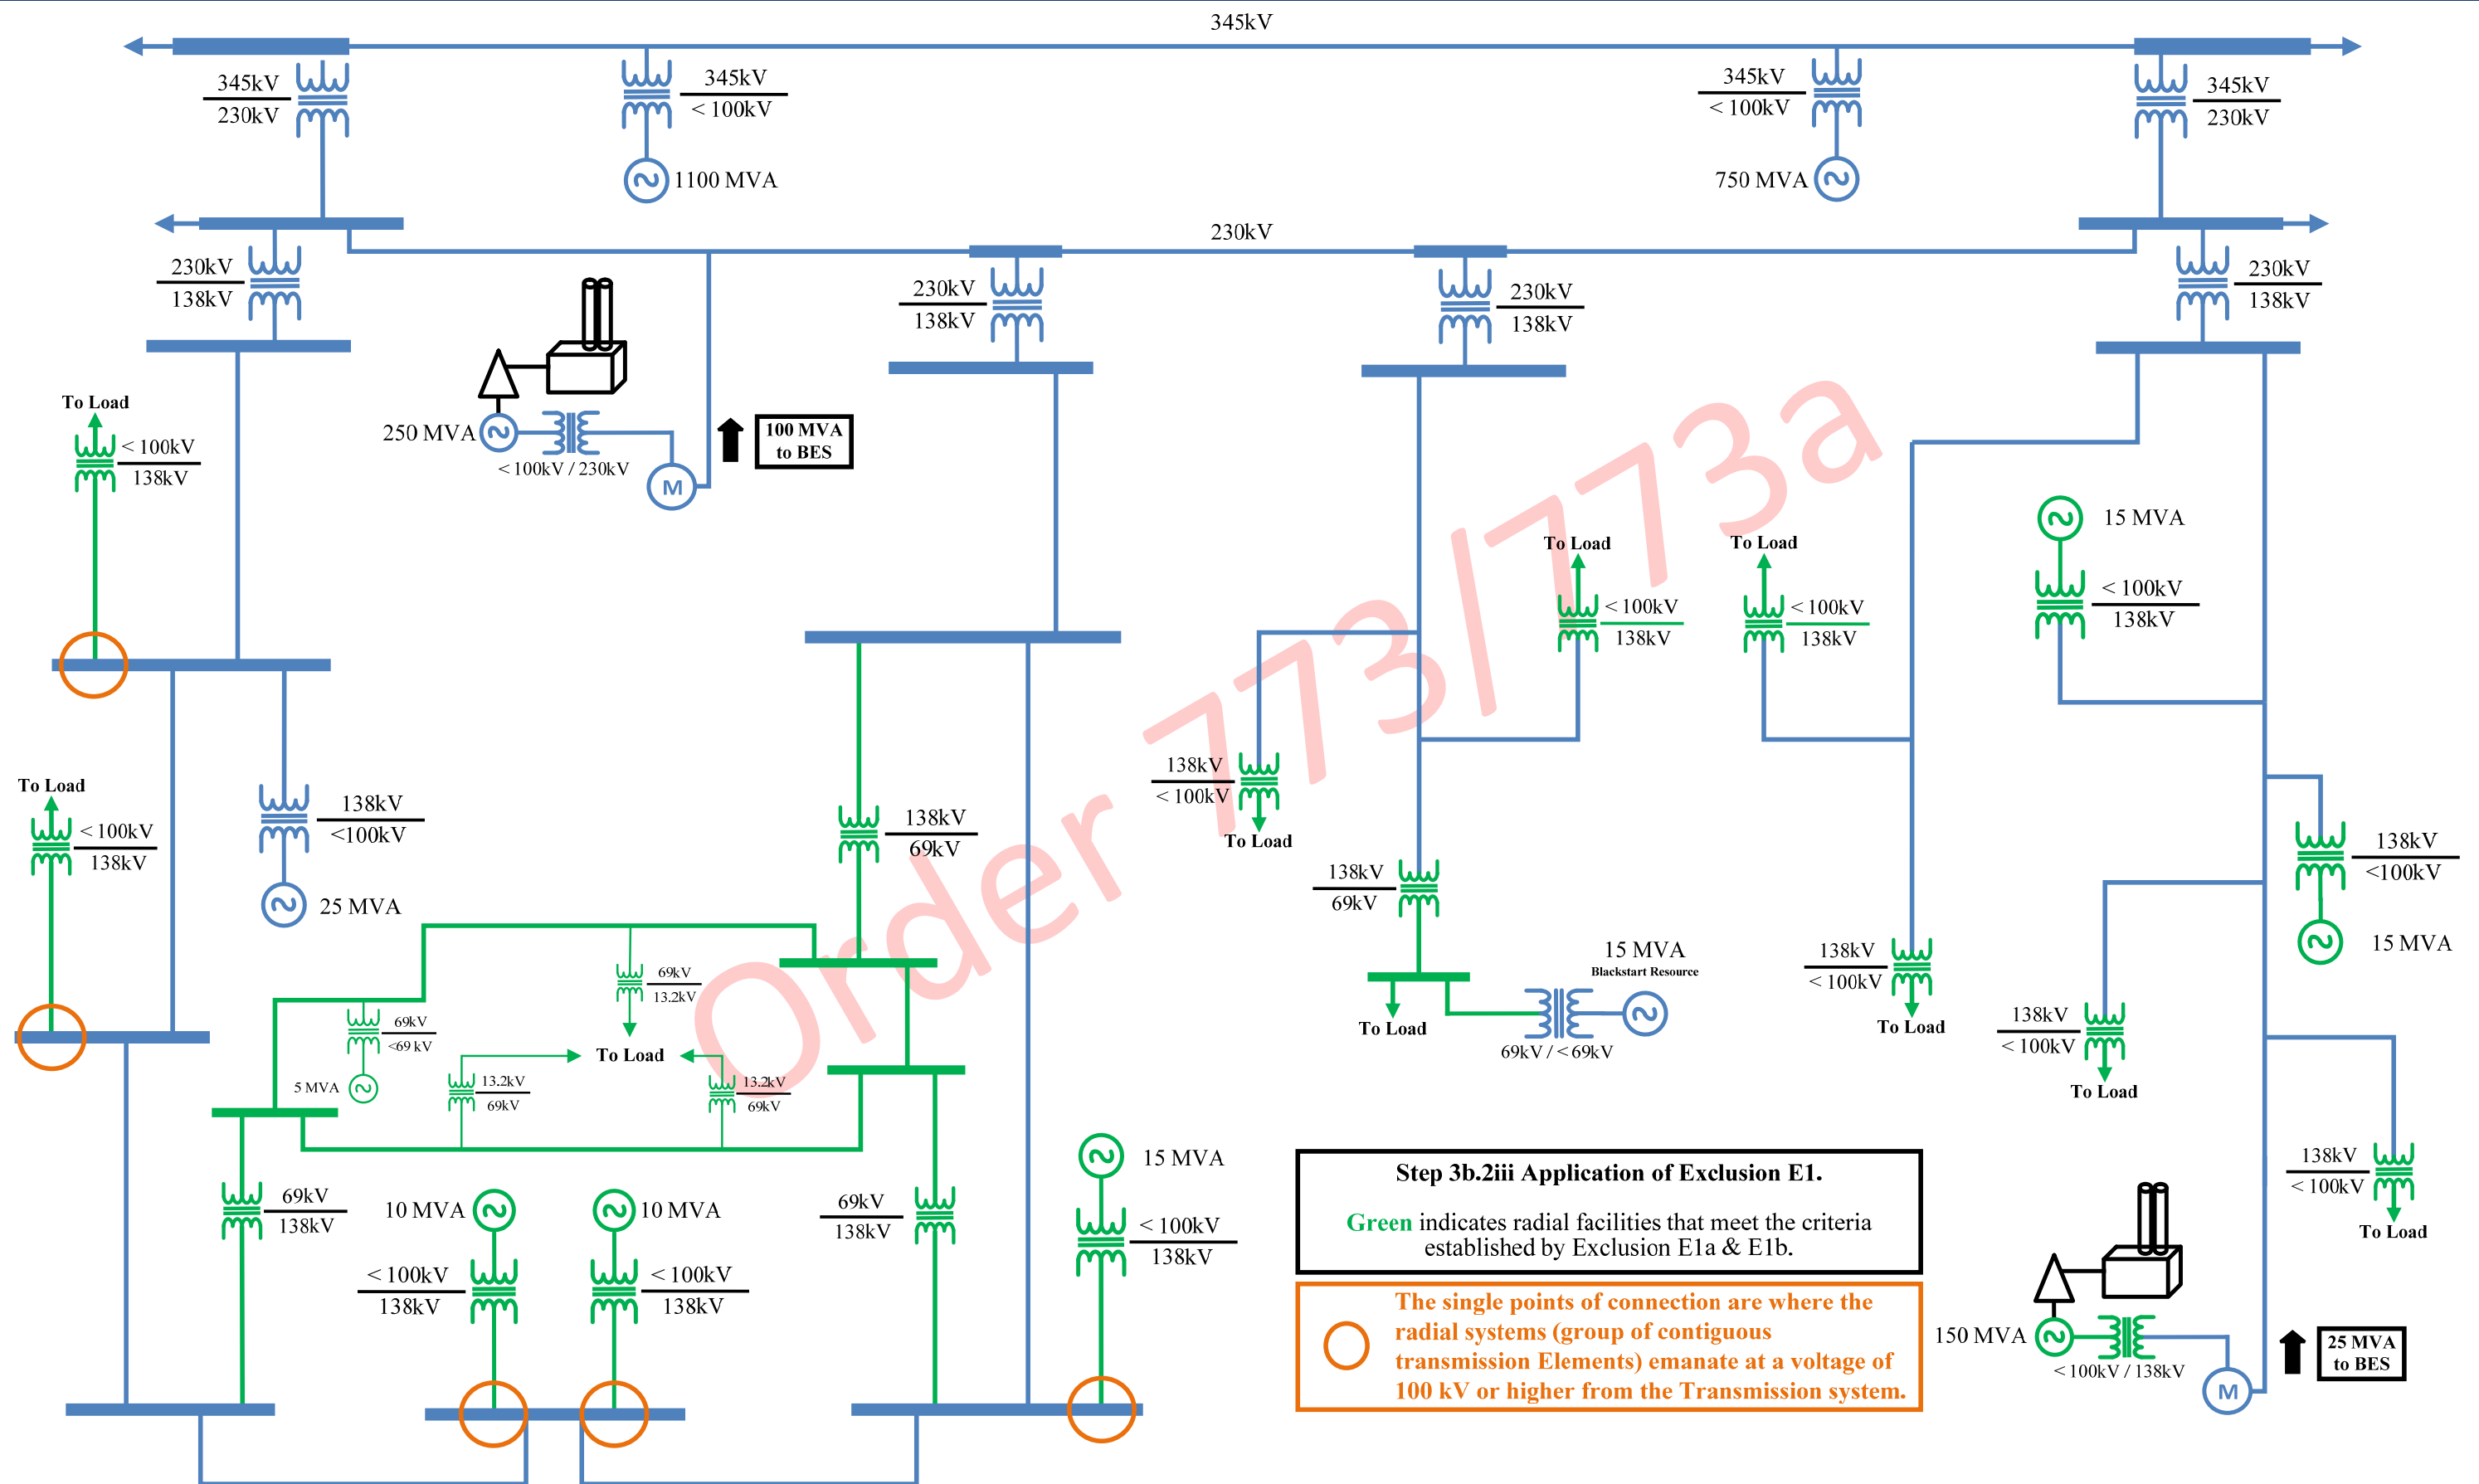 345kV
345kV
230kV
345kV
< 100kV
1100 MVA
345kV
< 100kV
750 MVA
345kV
230kV
230kV
230kV
138kV
230kV
138kV
230kV
138kV
230kV
138kV
250 MVA
< 100kV / 230kV
M
100 MVA
to BES
To Load
< 100kV
138kV
To Load
< 100kV
138kV
138kV
<100kV
25 MVA
138kV
69kV
69kV
13.2kV
69kV
<69 kV
5 MVA
To Load
13.2kV
69kV
13.2kV
69kV
69kV
138kV
10 MVA
< 100kV
138kV
10 MVA
< 100kV
138kV
69kV
138kV
15 MVA
< 100kV
138kV
To Load
< 100kV
138kV
To Load
< 100kV
138kV
138kV
< 100kV
To Load
138kV
69kV
To Load
15 MVA
Blackstart Resource
69kV / < 69kV
138kV
< 100kV
To Load
15 MVA
< 100kV
138kV
138kV
<100kV
15 MVA
138kV
< 100kV
To Load
138kV
< 100kV
To Load
150 MVA
< 100kV / 138kV
M
25 MVA
to BES
Step 3b.2iii Application of Exclusion E1.
Green indicates radial facilities that meet the criteria
established by Exclusion E1a & E1b.
The single points of connection are where the
radial systems (group of contiguous
transmission Elements) emanate at a voltage of
100 kV or higher from the Transmission system.
Order 773/773a